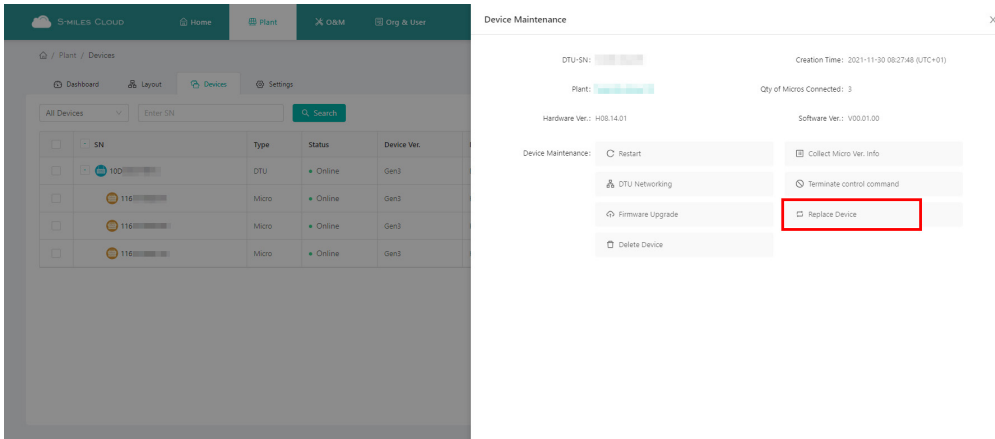 S-MILES CLOUD Home Plant O&M Org & User
/ Plant / Devices
Dashboard Layout Devices Settings
All Devices Enter SN Search
SN Type Status Device Ver.
10D DTU Online Gen3
116 Micro Online Gen3
116 Micro Online Gen3
116 Micro Online Gen3
Device Maintenance X
DTU-SN: Creation Time: 2021-11-30 08:27:48 (UTC+01)
Plant: Qty of Micros Connected: 3
Hardware Ver.: H08.14.01 Software Ver.: V00.01.00
Device Maintenance: Restart Collect Micro Ver. Info
DTU Networking Terminate control command
Firmware Upgrade Replace Device
Delete Device